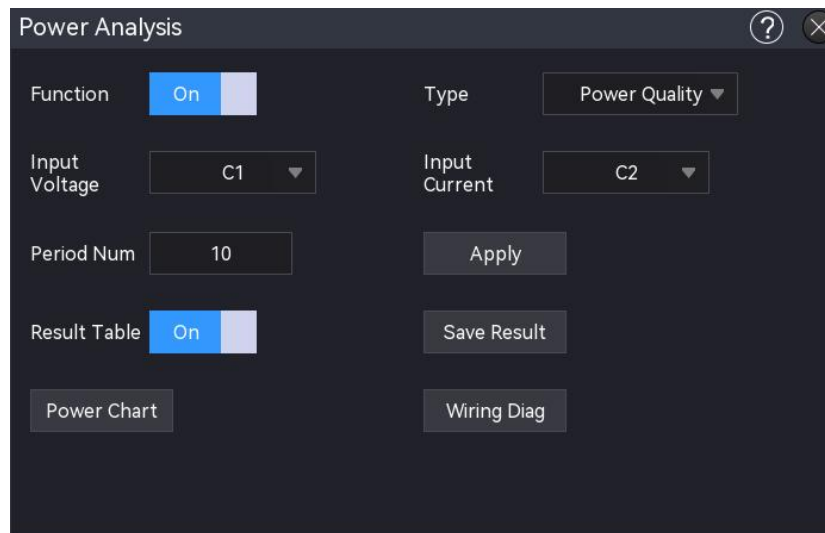 Power Analysis ?
Function On Type Power Quality
Input Voltage C1 Input Current C2
Period Num 10 Apply
Result Table On Save Result
Power Chart Wiring Diag